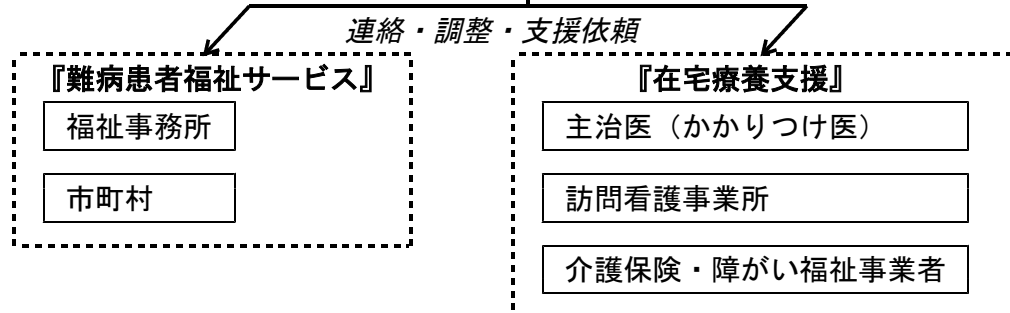 連絡・調整・支援依頼
『難病患者福祉サービス』
福祉事務所
市町村
『在宅療養支援』
主治医（かかりつけ医）
訪問看護事業所
介護保険・障がい福祉事業者